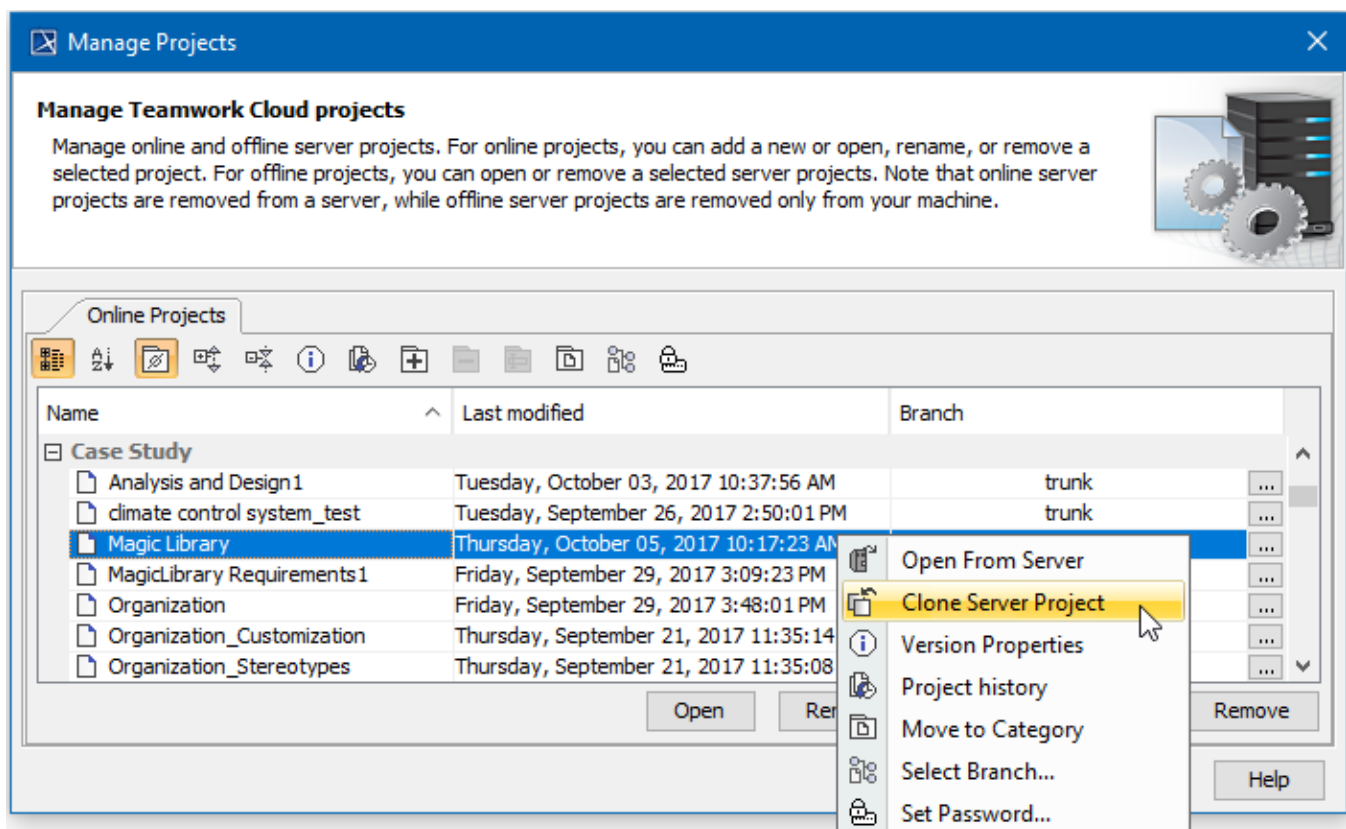 Manage Projects
Manage Teamwork Cloud projects
Manage online and offline server projects. For online projects, you can add a new or open, rename, or remove a
selected project. For offline projects, you can open or remove a selected server projects. Note that online server
projects are removed from a server, while offline server projects are removed only from your machine.
Online Projects
Name Last modified Branch
Case Study
Analysis and Design1 Tuesday, October 03, 2017 10:37:56 AM trunk ...
climate control system_test Tuesday, September 26, 2017 2:50:01 PM trunk ...
Magic Library Thursday, October 05, 2017 10:17:23 AM ...
Open From Server
MagicLibrary Requirements1 Friday, September 29, 2017 3:09:23 PM ...
Organization Friday, September 29, 2017 3:48:01 PM ...
Clone Server Project
Organization_Customization Thursday, September 21, 2017 11:35:14 ...
Version Properties
Organization_Stereotypes Thursday, September 21, 2017 11:35:08 ...
Project history
Open Remove
Move to Category
Select Branch...
Help
Set Password...